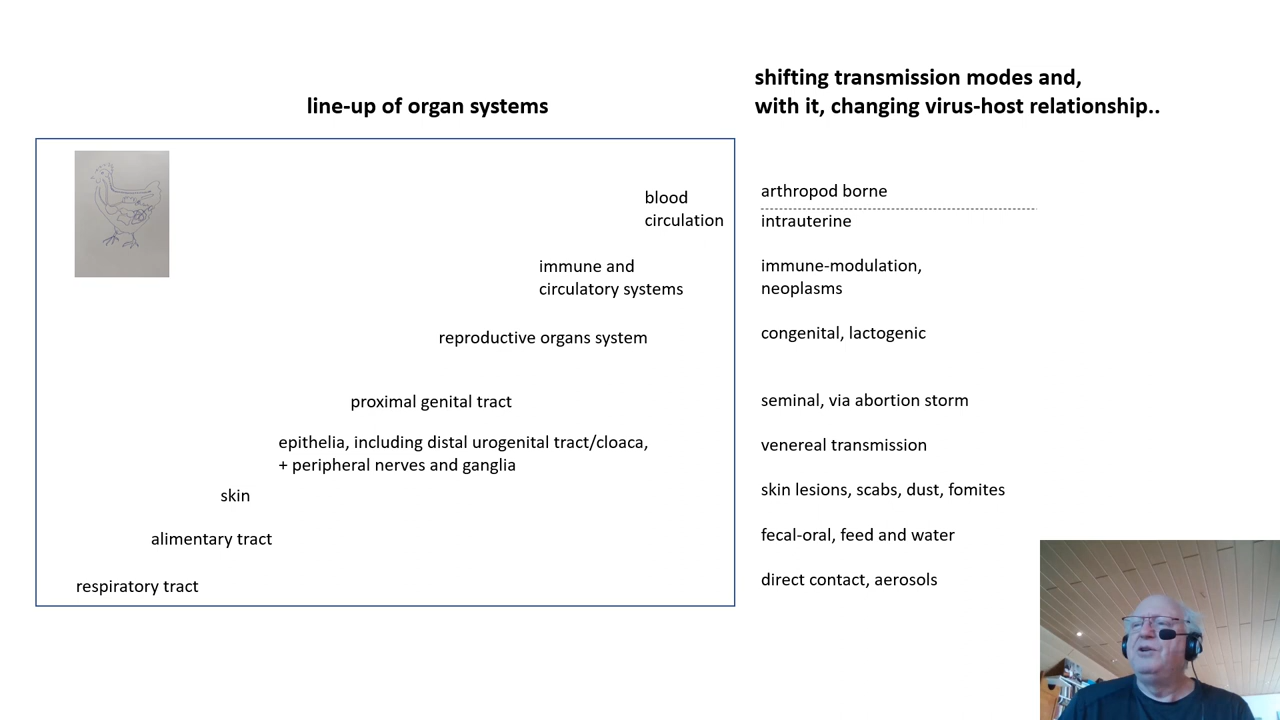 line-up of organ systems
shifting transmission modes and,
with it, changing virus-host relationship..
blood
circulation
arthropod borne
intrauterine
immune and
circulatory systems
immune-modulation,
neoplasms
reproductive organs system
congenital, lactogenic
proximal genital tract
seminal, via abortion storm
epithelia, including distal urogenital tract/cloaca,
+ peripheral nerves and ganglia
venereal transmission
skin
skin lesions, scabs, dust, fomites
alimentary tract
fecal-oral, feed and water
respiratory tract
direct contact, aerosols